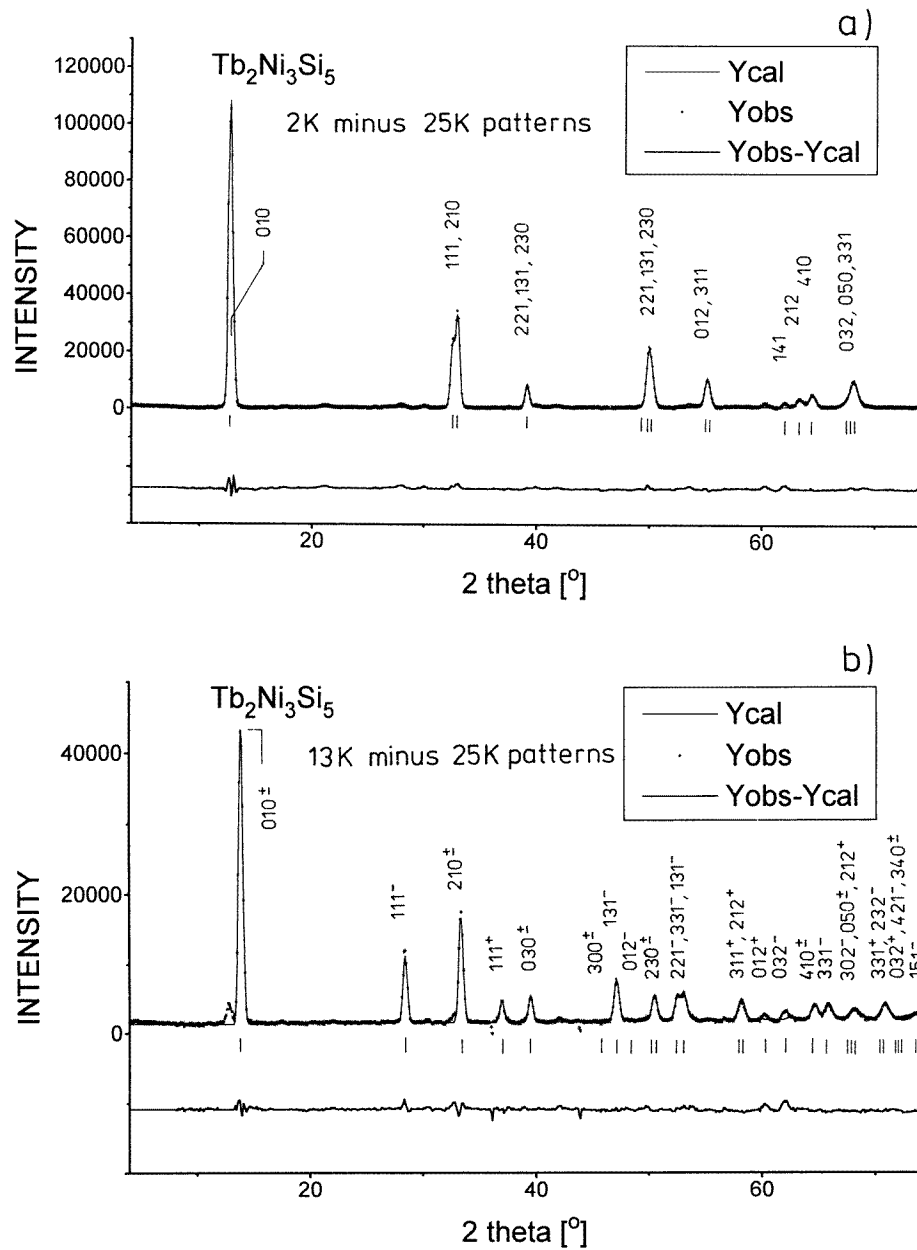 a)
Tb2Ni3Si5
2K minus 25K patterns
Ycal
Yobs
Yobs-Ycal
INTENSITY
120000
100000
80000
60000
40000
20000
0
010
111, 210
221, 131, 230
221, 131, 230
012, 311
141
212
410
032, 050, 331
20
40
60
2 theta [°]
b)
Tb2Ni3Si5
13K minus 25K patterns
Ycal
Yobs
Yobs-Ycal
INTENSITY
40000
20000
0
010±
111⁻
210±
111⁺
030±
300±
131⁻
012⁻
230±
221⁻, 331⁻, 131⁻
311⁺, 212⁺
012⁺
032⁻
410±
331⁻
302⁻, 050±, 212⁺
331⁺, 232⁻
032⁺, 421⁻, 340±
151⁻
20
40
60
2 theta [°]